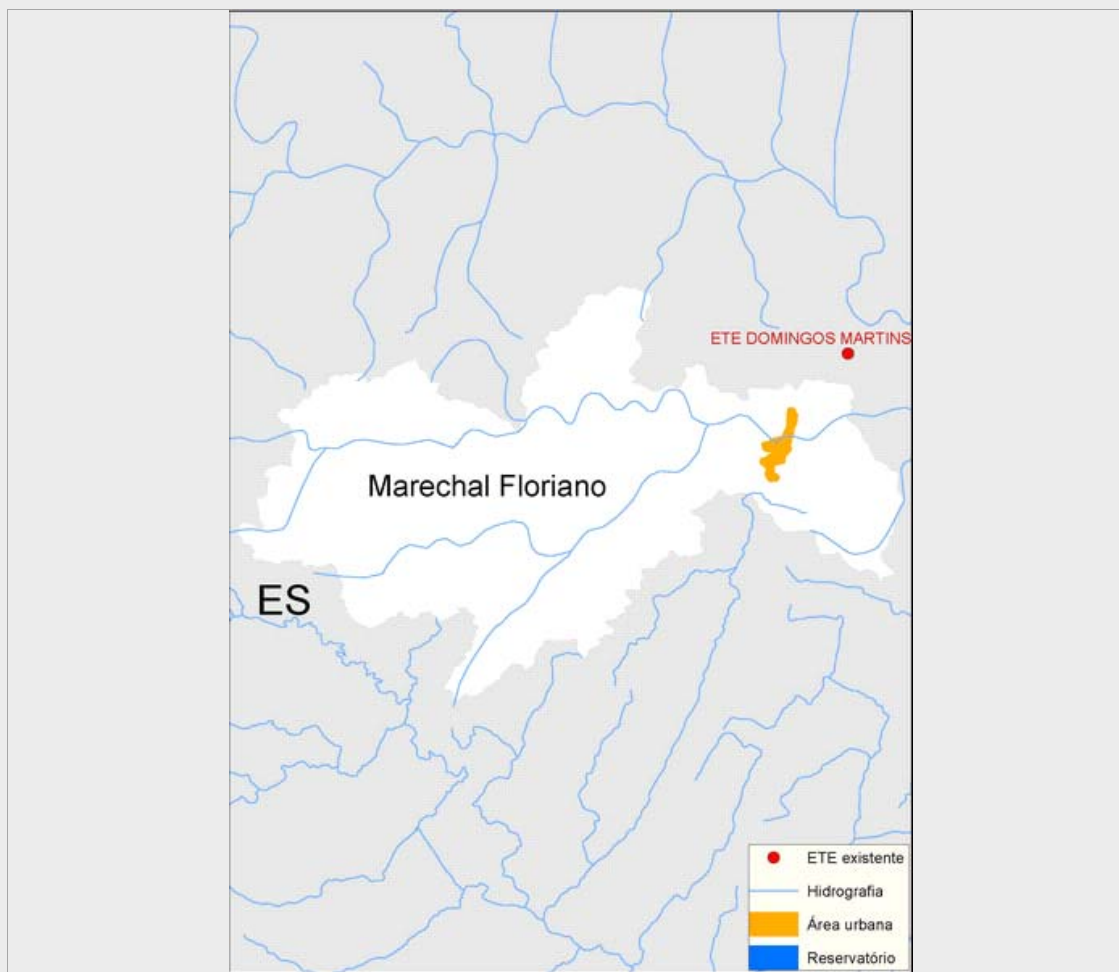 ETE DOMINGOS MARTINS
Marechal Floriano
ES
ETE existente
Hidrografia
Área urbana
Reservatório